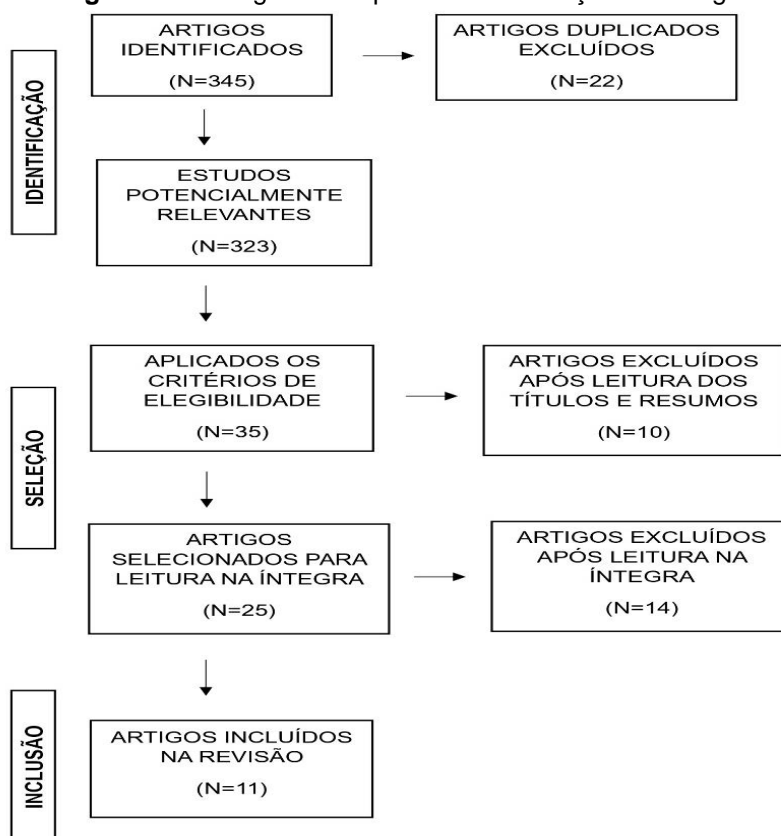 ARTIGOS
IDENTIFICADOS
(N=345)
ARTIGOS DUPLICADOS
EXCLUÍDOS
(N=22)
IDENTIFICAÇÃO
ESTUDOS
POTENCIALMENTE
RELEVANTES
(N=323)
SELEÇÃO
APLICADOS OS
CRITÉRIOS DE
ELEGIBILIDADE
(N=35)
ARTIGOS EXCLUÍDOS
APÓS LEITURA DOS
TÍTULOS E RESUMOS
(N=10)
ARTIGOS
SELECIONADOS PARA
LEITURA NA ÍNTEGRA
(N=25)
ARTIGOS EXCLUÍDOS
APÓS LEITURA NA
ÍNTEGRA
(N=14)
INCLUSÃO
ARTIGOS INCLUÍDOS
NA REVISÃO
(N=11)